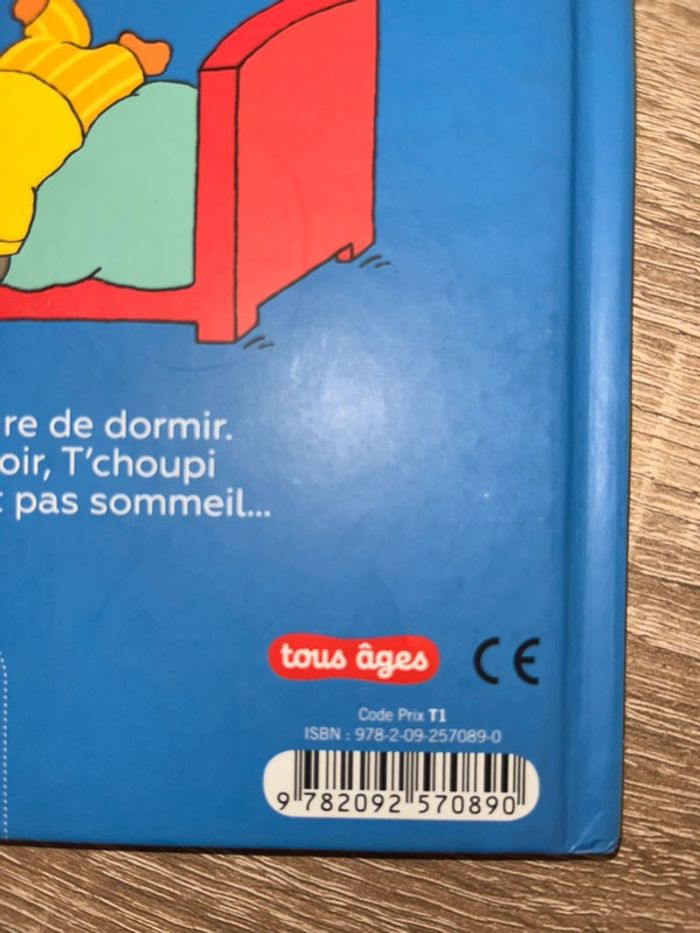 re de dormir.
oir, T'choupi
t pas sommeil...
tous âges
CE
Code Prix T1
ISBN : 978-2-09-257089-0
9 782092 570890